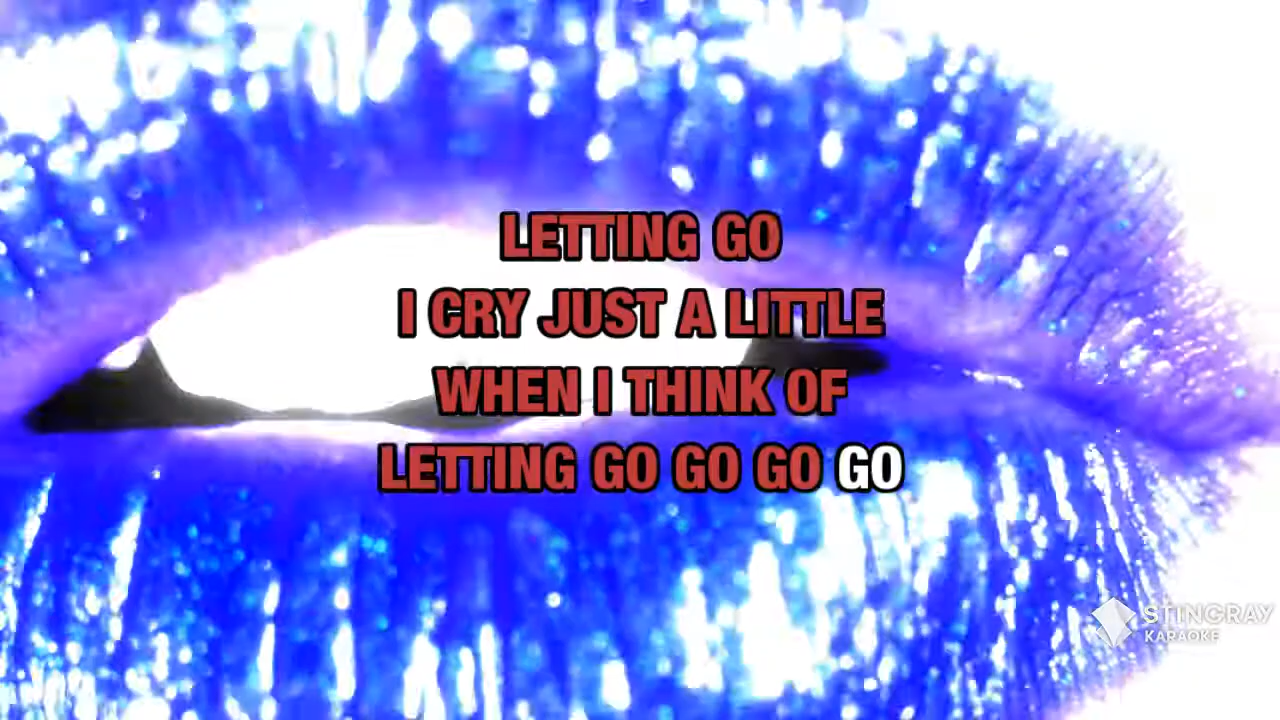 LETTING GO
I CRY JUST A LITTLE
WHEN I THINK OF
LETTING GO GO GO GO
STINGRAY
KARAOKE